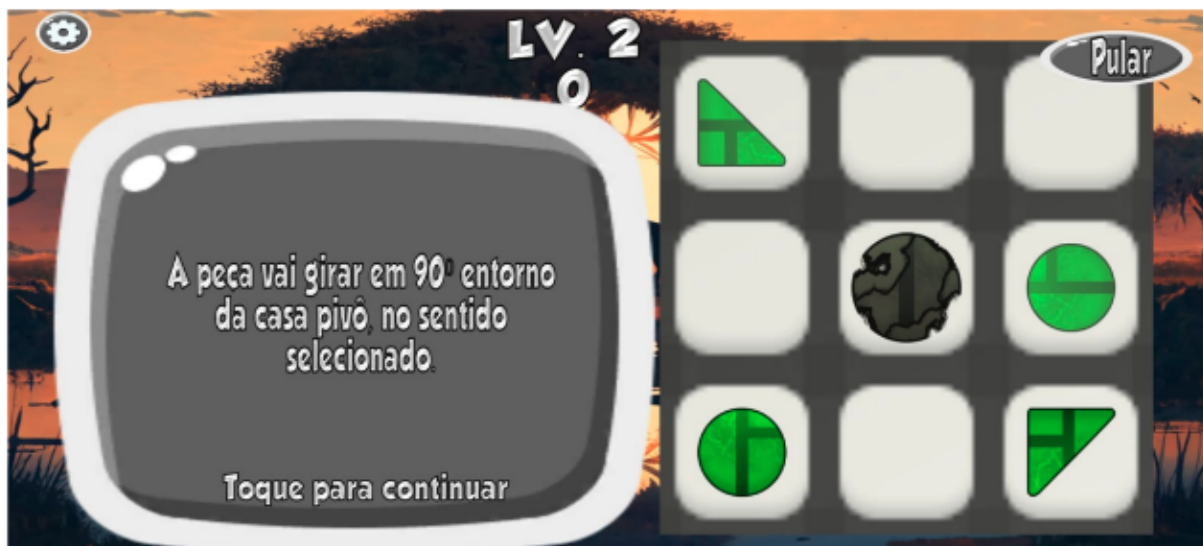 LV. 2
0
Pular
A peça vai girar em 90° entorno
da casa pivô, no sentido
selecionado.
Toque para continuar